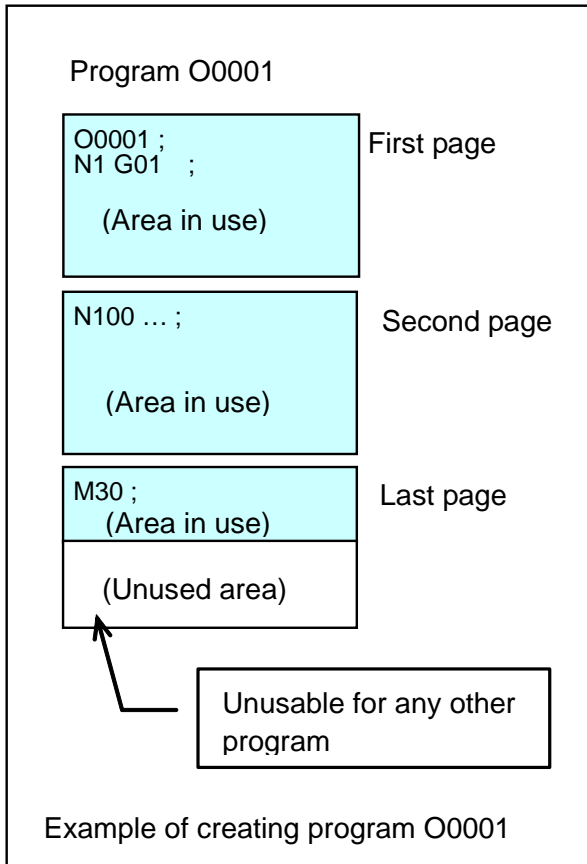 Program O0001
O0001 ;
N1 G01 ;
First page
(Area in use)
N100 … ;
Second page
(Area in use)
M30 ;
Last page
(Area in use)
(Unused area)
Unusable for any other
program
Example of creating program O0001